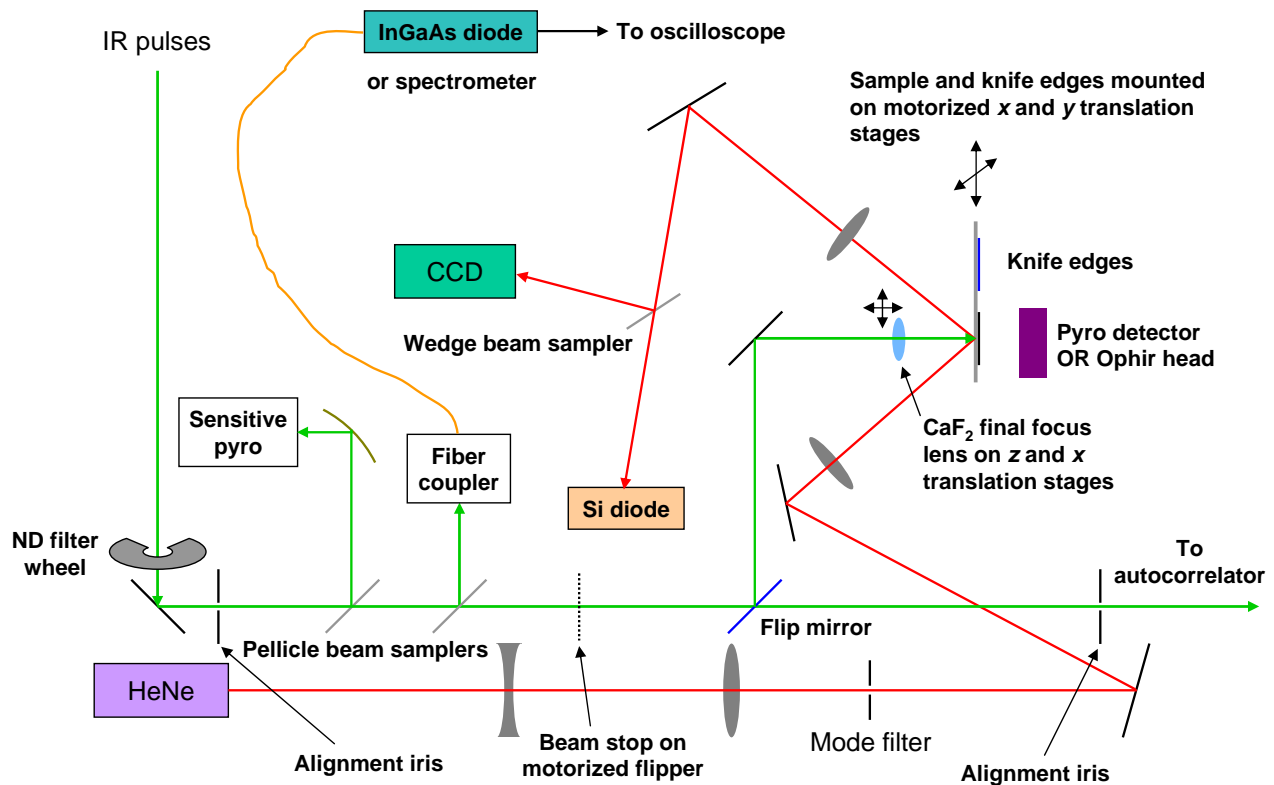 IR pulses
InGaAs diode
To oscilloscope
or spectrometer
Sample and knife edges mounted
on motorized x and y translation
stages
CCD
Knife edges
Wedge beam sampler
Pyro detector
OR Ophir head
Sensitive
pyro
Fiber
coupler
CaF2 final focus
lens on z and x
translation stages
Si diode
ND filter
wheel
To
autocorrelator
Flip mirror
Pellicle beam samplers
HeNe
Mode filter
Beam stop on
motorized flipper
Alignment iris
Alignment iris